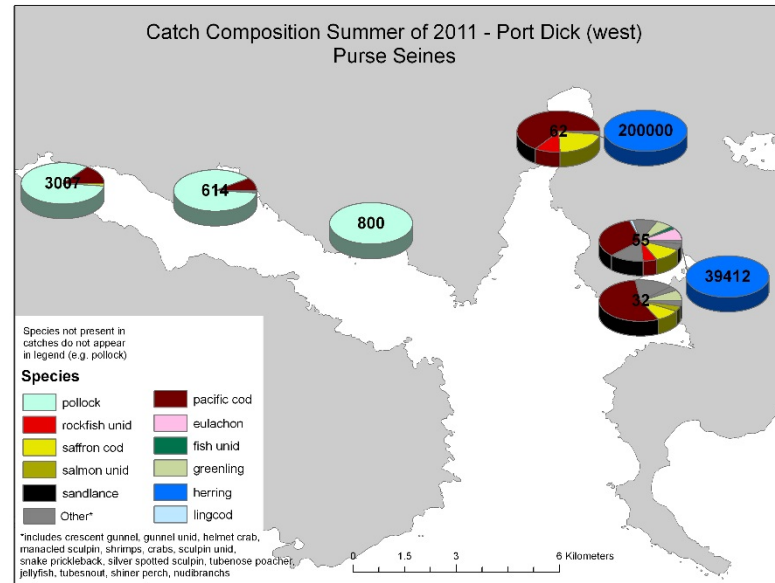 Catch Composition Summer of 2011 - Port Dick (west)
Purse Seines
62
200000
3067
614
800
55
39412
32
Species not present in
catches do not appear
in legend (e.g. pollock)
Species
pollock
rockfish unid
saffron cod
salmon unid
sandlance
Other*
pacific cod
eulachon
fish unid
greenling
herring
lingcod
*includes crescent gunnel, gunnel unid, helmet crab,
manacled sculpin, shrimps, crabs, sculpin unid,
snake prickleback, silver spotted sculpin, tubenose poacher,
jellyfish, tubesnout, shiner perch, nudibranchs
0 1.5 3 6 Kilometers